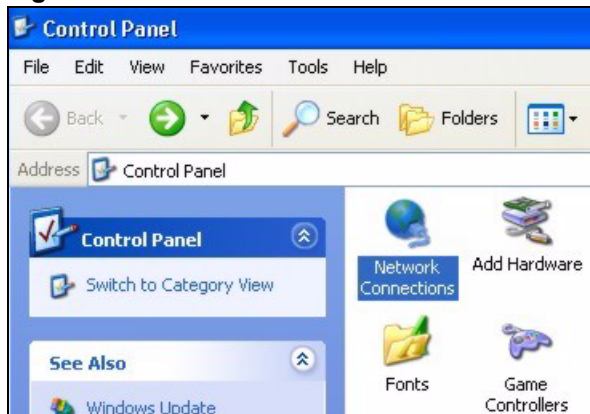 Control Panel
File Edit View Favorites Tools Help
Back Search Folders
Address Control Panel
Control Panel
Switch to Category View
See Also
Windows Update
Network Connections
Add Hardware
Fonts
Game Controllers